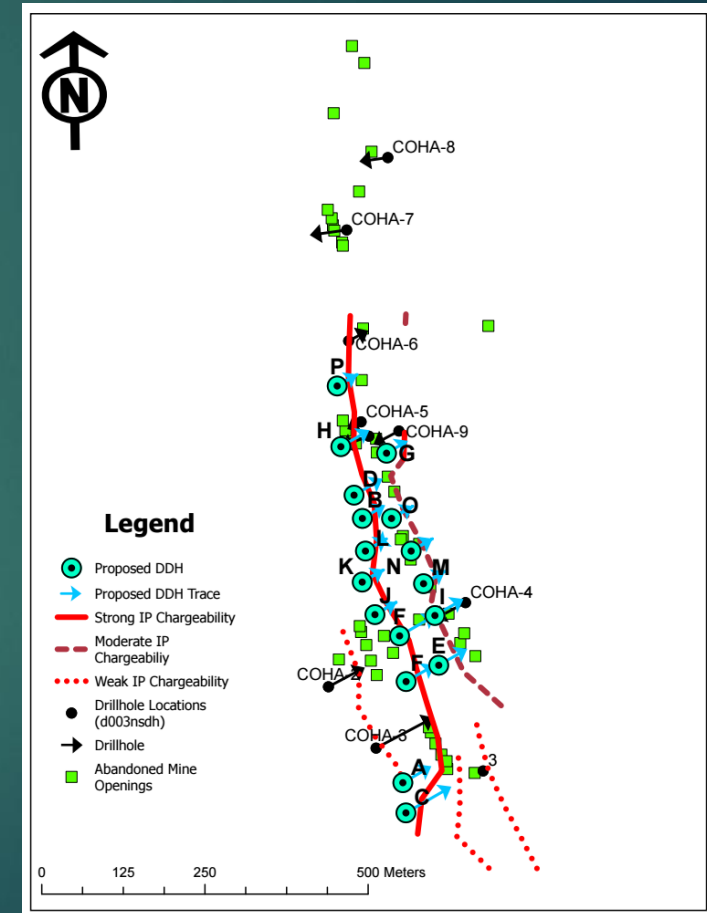 N
COHA-8
COHA-7
COHA-6
P
COHA-5
H
COHA-9
G
D
B
O
L
K
N
M
J
I
COHA-4
F
E
F
COHA-2
COHA-3
3
A
C
Legend
Proposed DDH
Proposed DDH Trace
Strong IP Chargeability
Moderate IP
Chargeabiliy
Weak IP Chargeability
Drillhole Locations
(d003nsdh)
Drillhole
Abandoned Mine
Openings
0 125 250 500 Meters